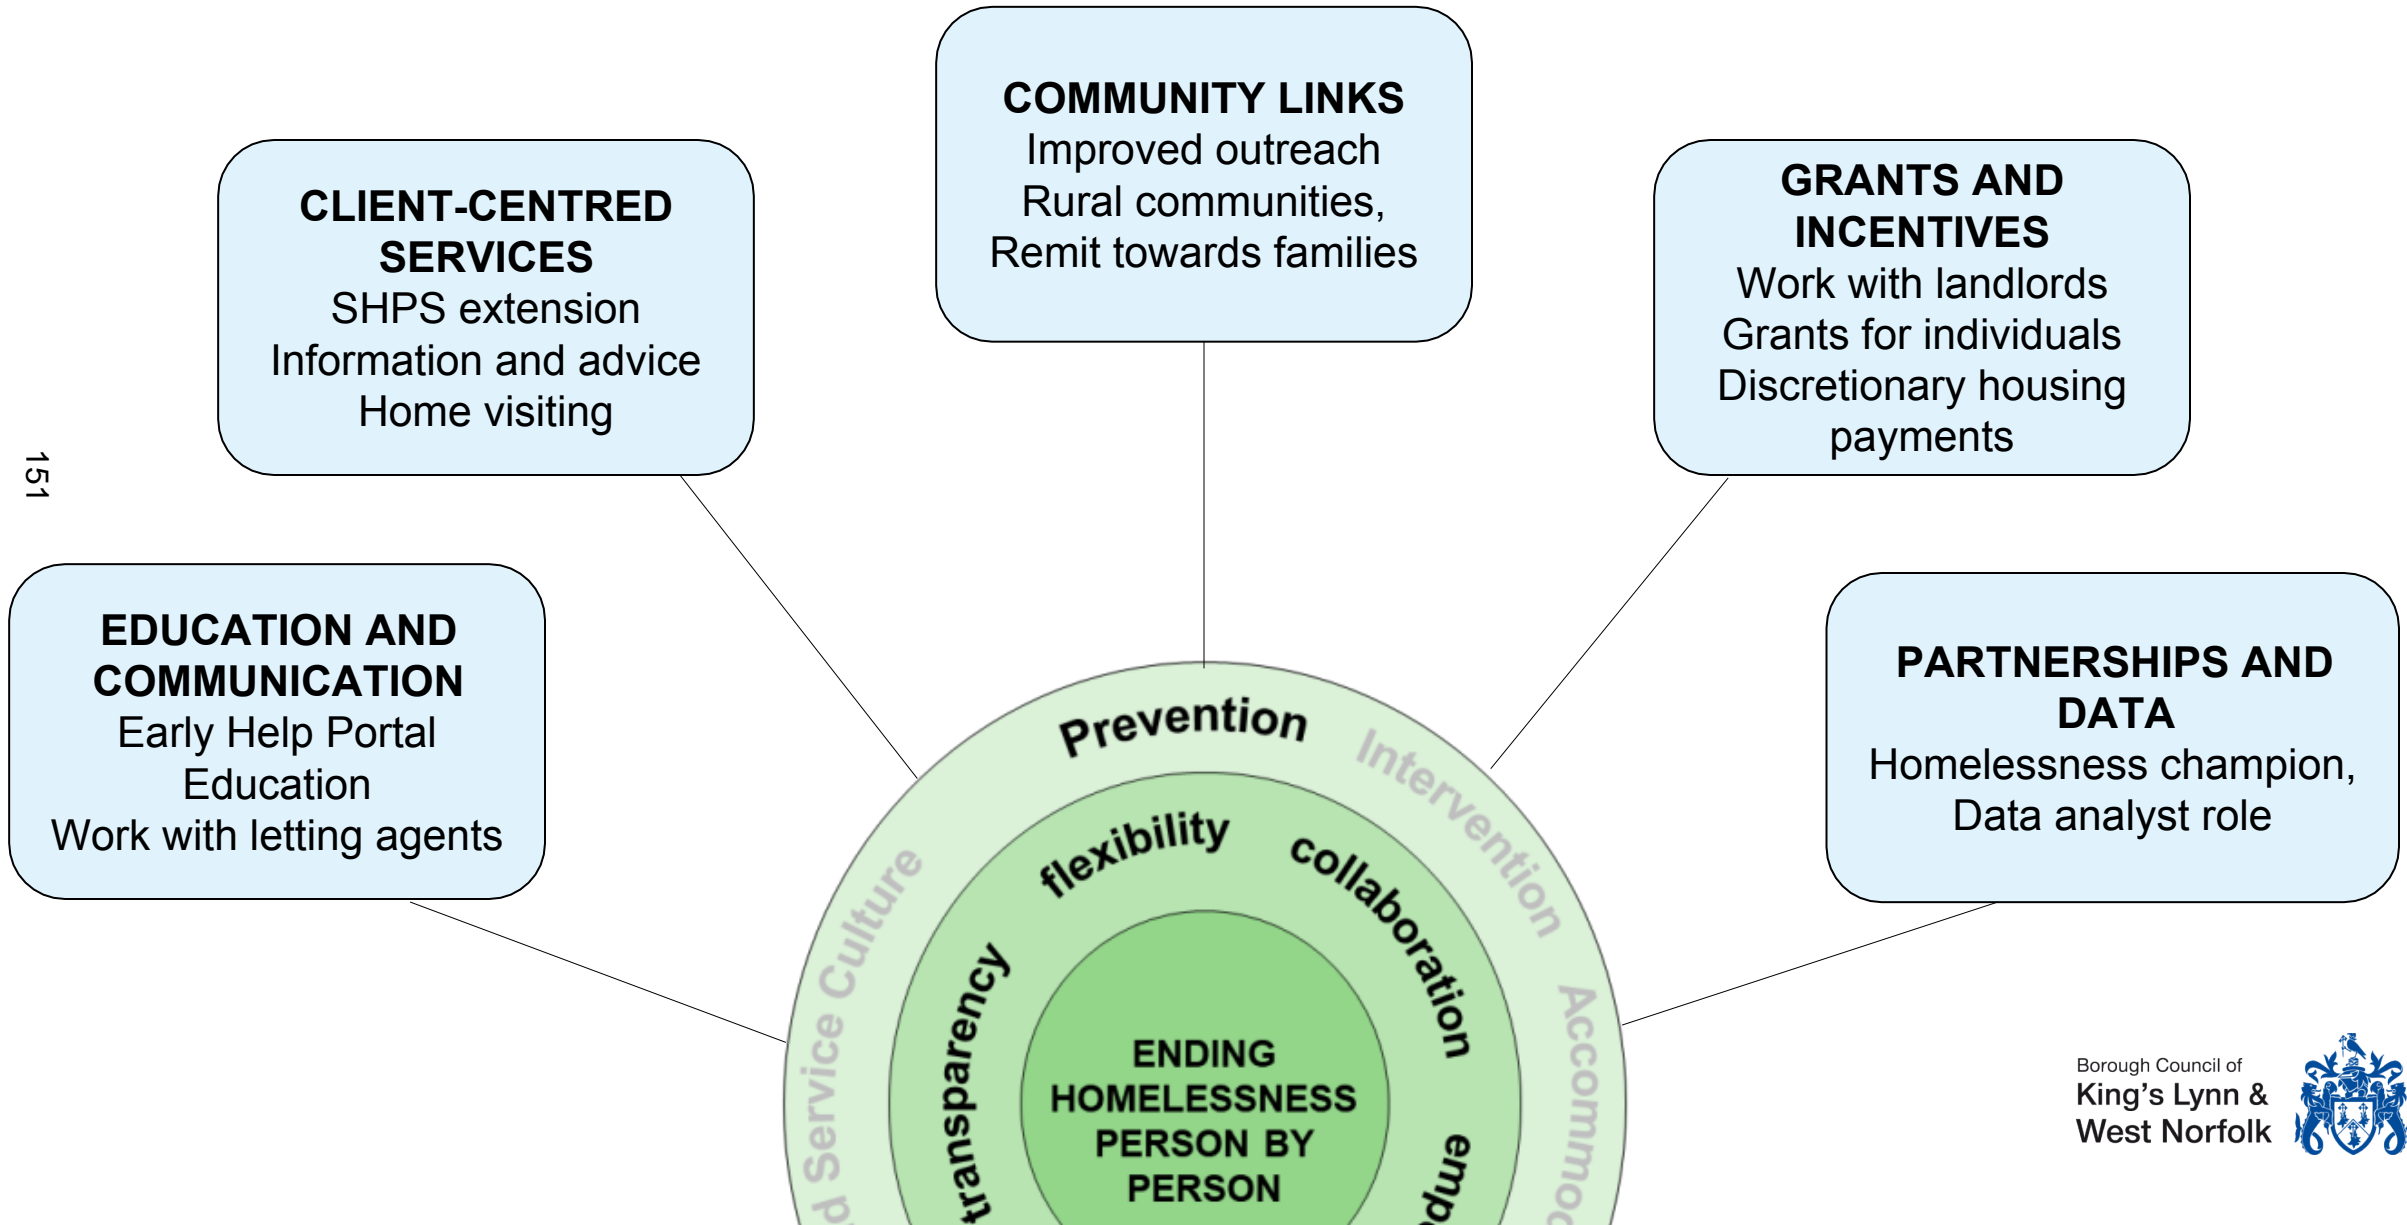 COMMUNITY LINKS
Improved outreach
Rural communities,
Remit towards families
CLIENT-CENTRED
SERVICES
SHPS extension
Information and advice
Home visiting
GRANTS AND
INCENTIVES
Work with landlords
Grants for individuals
Discretionary housing
payments
151
EDUCATION AND
COMMUNICATION
Early Help Portal
Education
Work with letting agents
PARTNERSHIPS AND
DATA
Homelessness champion,
Data analyst role
Prevention
Intervention
Service Culture
flexibility
collaboration
transparency
ENDING
HOMELESSNESS
PERSON BY
PERSON
Borough Council of
King's Lynn &
West Norfolk